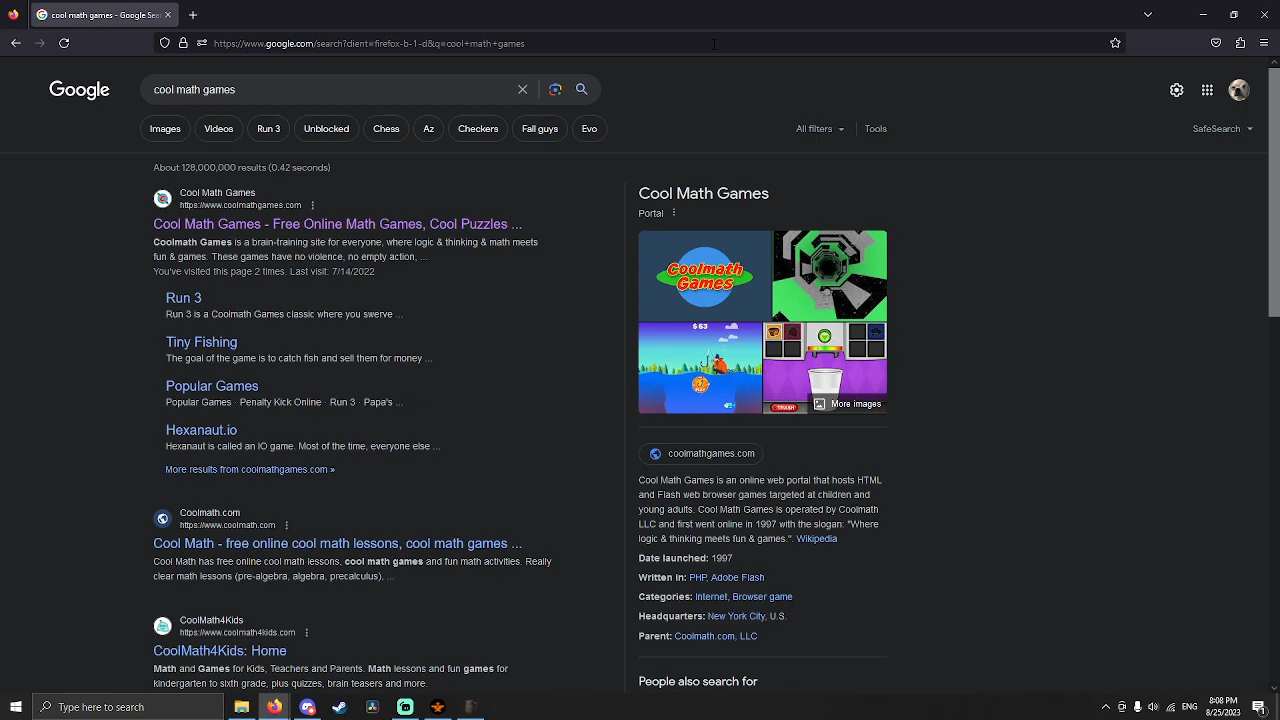 cool math games - Google Sea
https://www.google.com/search?client=firefox-b-1-d&q=cool+math+games
Google
cool math games
Images
Videos
Run 3
Unblocked
Chess
Az
Checkers
Fall guys
Evo
All filters
Tools
SafeSearch
About 128,000,000 results (0.42 seconds)
Cool Math Games
https://www.coolmathgames.com
Cool Math Games - Free Online Math Games, Cool Puzzles ...
Coolmath Games is a brain-training site for everyone, where logic & thinking & math meets
fun & games. These games have no violence, no empty action, ...
You've visited this page 2 times. Last visit: 7/14/2022
Run 3
Run 3 is a Coolmath Games classic where you swerve ...
Tiny Fishing
The goal of the game is to catch fish and sell them for money ...
Popular Games
Popular Games · Penalty Kick Online · Run 3 · Papa's ...
Hexanaut.io
Hexanaut is called an IO game. Most of the time, everyone else ...
More results from coolmathgames.com »
Coolmath.com
https://www.coolmath.com
Cool Math - free online cool math lessons, cool math games ...
Cool Math has free online cool math lessons, cool math games and fun math activities. Really
clear math lessons (pre-algebra, algebra, precalculus), ...
CoolMath4Kids
https://www.coolmath4kids.com
CoolMath4Kids: Home
Math and Games for Kids, Teachers and Parents. Math lessons and fun games for
kindergarten to sixth grade, plus quizzes, brain teasers and more.
Cool Math Games
Portal
Coolmath
Games
$ 63
TRASH
More images
coolmathgames.com
Cool Math Games is an online web portal that hosts HTML
and Flash web browser games targeted at children and
young adults. Cool Math Games is operated by Coolmath
LLC and first went online in 1997 with the slogan: "Where
logic & thinking meets fun & games.". Wikipedia
Date launched: 1997
Written in: PHP, Adobe Flash
Categories: Internet, Browser game
Headquarters: New York City, U.S.
Parent: Coolmath.com, LLC
People also search for
Type here to search
ENG
8:08 PM
8/25/2023